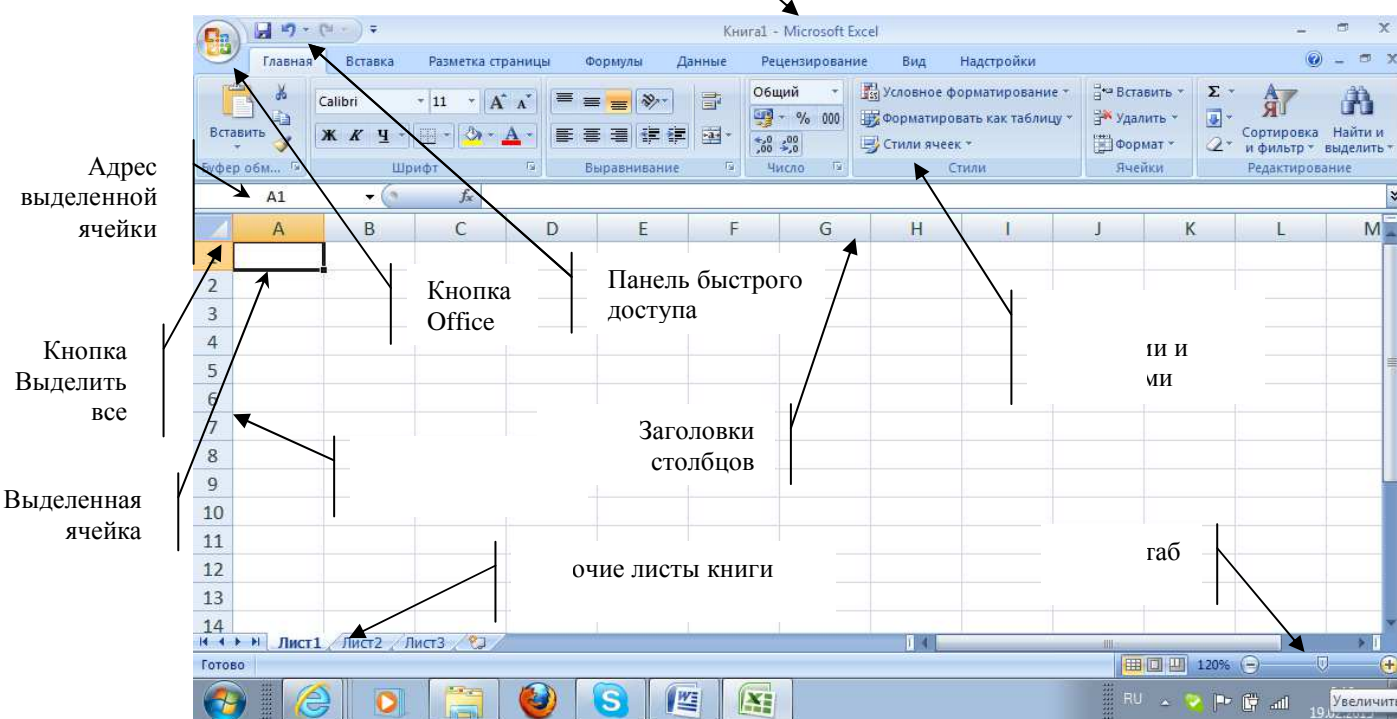 Книга1 - Microsoft Excel
Главная Вставка Разметка страницы Формулы Данные Рецензирование Вид Надстройки
Calibri 11 Общий Условное форматирование Вставить Σ
% 000 Форматировать как таблицу Удалить Сортировка Найти и
Вставить Ж К Ч А Стили ячеек Формат и фильтр выделить
Буфер обм... Шрифт Выравнивание Число Стили Ячейки Редактирование
A1 fx
A B C D E F G H I J K L M
2
3
4
5
6
7
8
9
10
11
12
13
14
Адрес
выделенной
ячейки
Кнопка
Выделить
все
Выделенная
ячейка
Кнопка
Office
Панель быстрого
доступа
Заголовки
столбцов
ии и
ми
очие листы книги
таб
Лист1 Лист2 Лист3
Готово 120%
RU
Увеличить